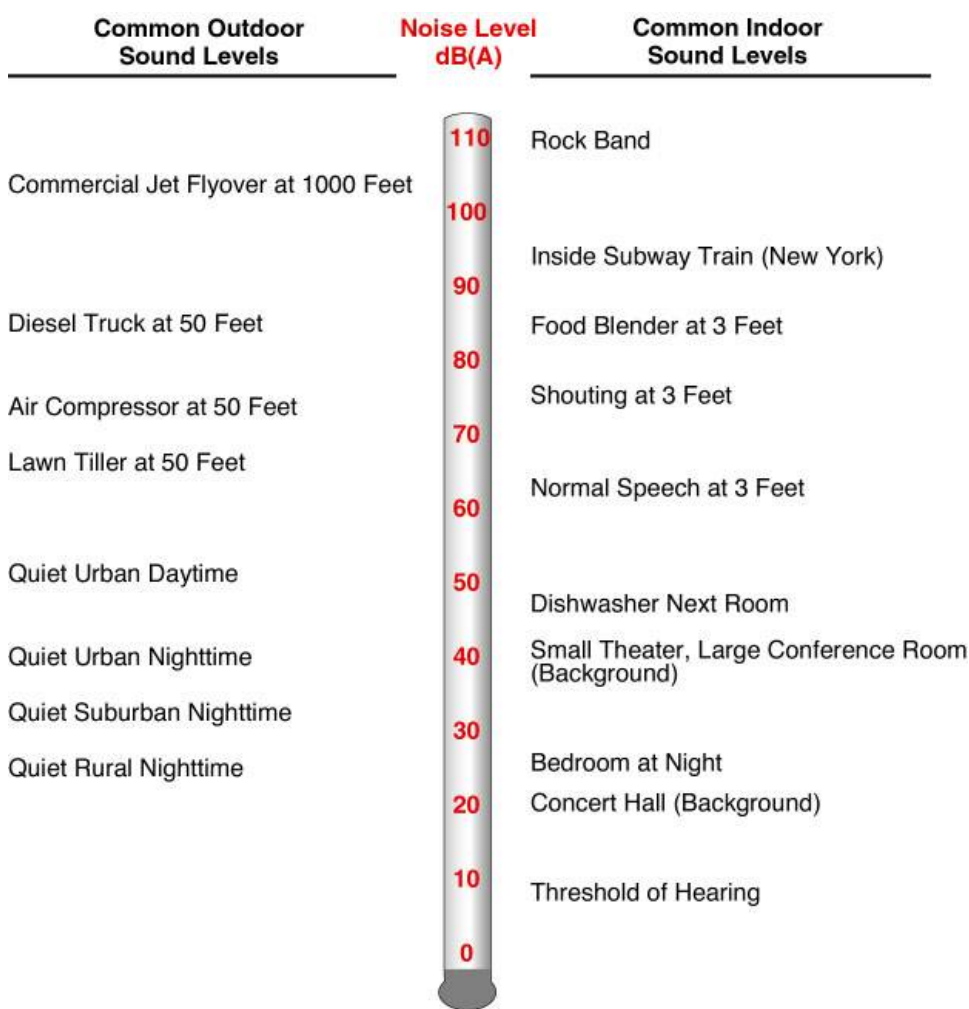 Common Outdoor
Sound Levels
Noise Level
dB(A)
Common Indoor
Sound Levels
110
Rock Band
Commercial Jet Flyover at 1000 Feet
100
Inside Subway Train (New York)
90
Diesel Truck at 50 Feet
Food Blender at 3 Feet
80
Shouting at 3 Feet
Air Compressor at 50 Feet
70
Lawn Tiller at 50 Feet
Normal Speech at 3 Feet
60
Quiet Urban Daytime
50
Dishwasher Next Room
Quiet Urban Nighttime
40
Small Theater, Large Conference Room
(Background)
Quiet Suburban Nighttime
30
Quiet Rural Nighttime
Bedroom at Night
20
Concert Hall (Background)
10
Threshold of Hearing
0